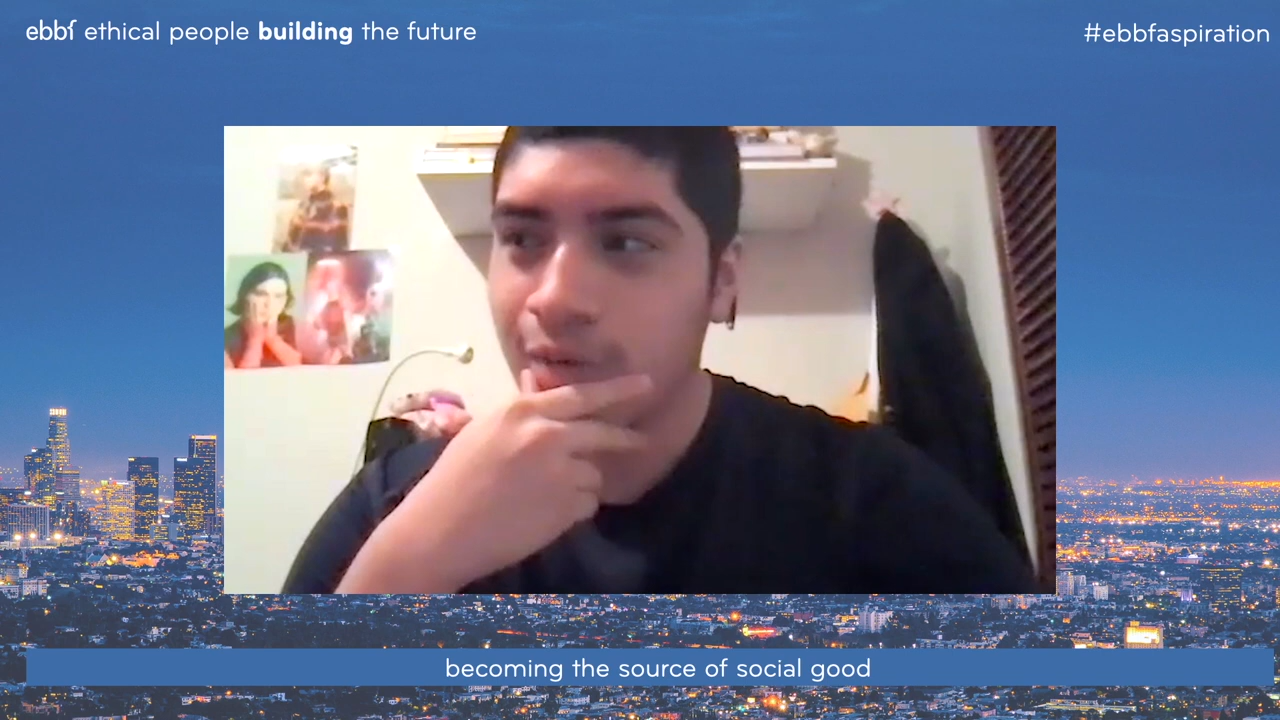 ebbf ethical people building the future
#ebbfaspiration
becoming the source of social good